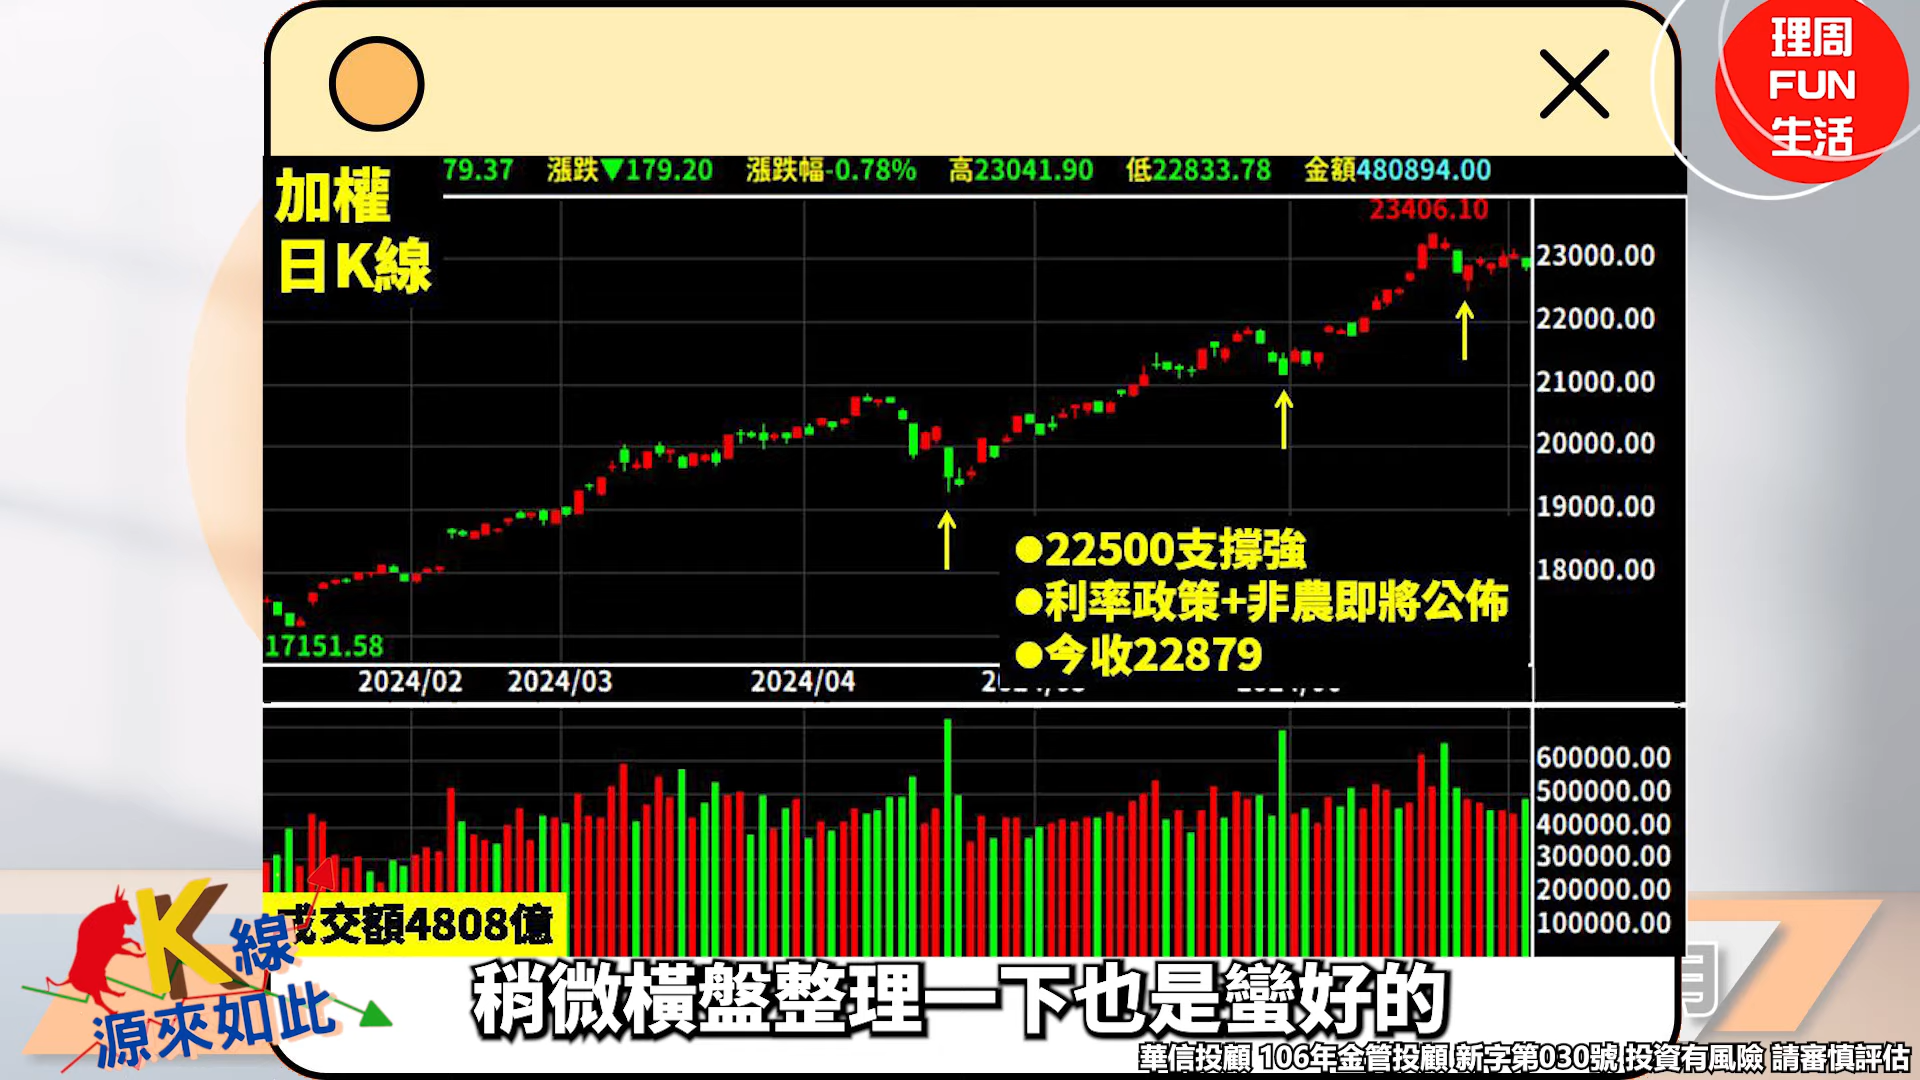 理周
FUN
生活
加權
日K線
79.37 漲跌▼179.20 漲跌幅-0.78% 高23041.90 低22833.78 金額480894.00
23406.10
23000.00
22000.00
21000.00
20000.00
19000.00
18000.00
17151.58
●22500支撐強
●利率政策+非農即將公佈
●今收22879
2024/02 2024/03 2024/04
600000.00
500000.00
400000.00
300000.00
200000.00
100000.00
成交額4808億
K線
源來如此
稍微橫盤整理一下也是蠻好的
月
華信投顧 106年金管投顧 新字第030號 投資有風險 請審慎評估